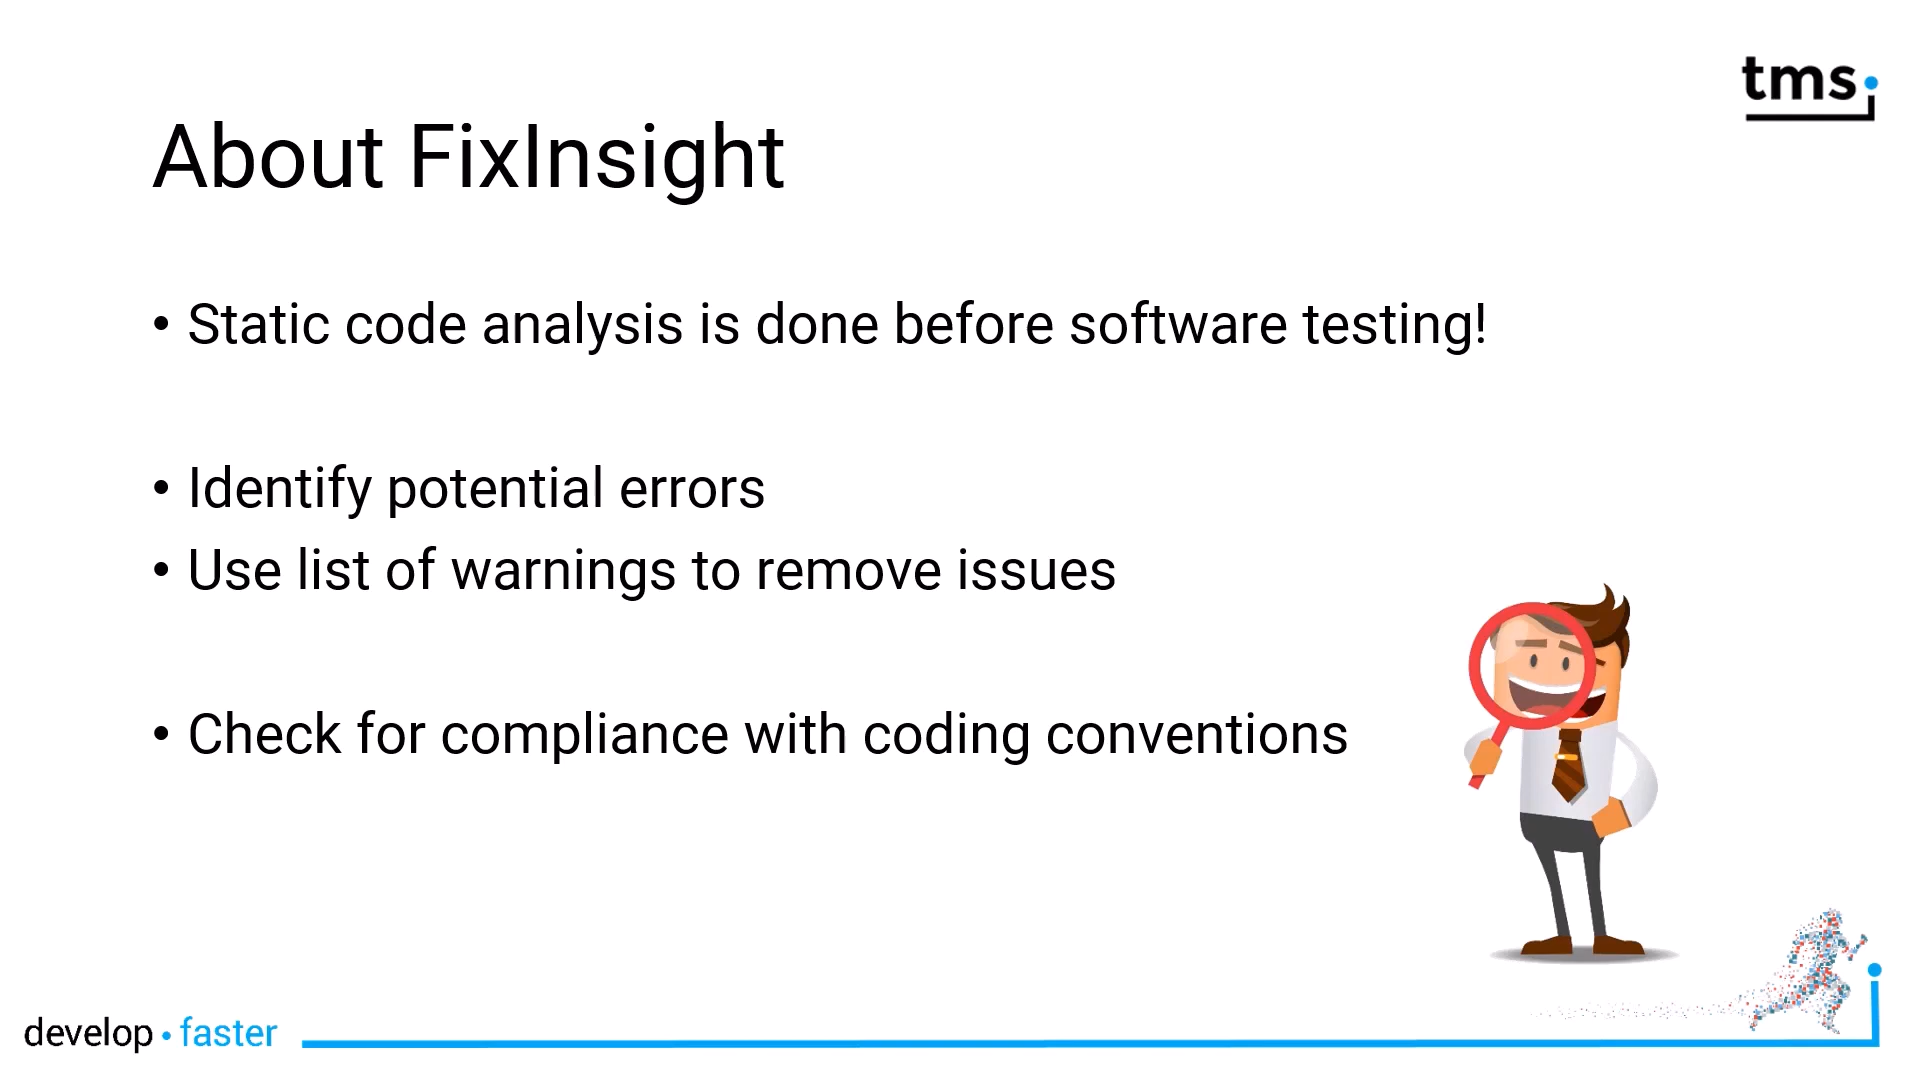 tms
About FixInsight
• Static code analysis is done before software testing!
• Identify potential errors
• Use list of warnings to remove issues
• Check for compliance with coding conventions
develop • faster